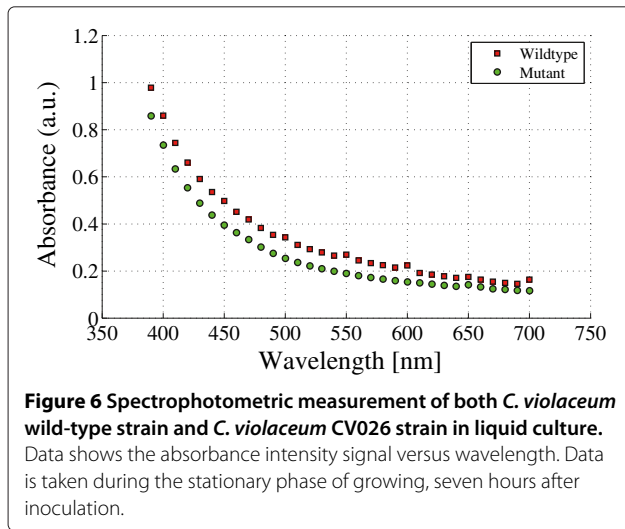 1.2
1
0.8
0.6
0.4
0.2
0
Absorbance (a.u.)
Wildtype
Mutant
350 400 450 500 550 600 650 700 750
Wavelength [nm]
Figure 6 Spectrophotometric measurement of both C. violaceum
wild-type strain and C. violaceum CV026 strain in liquid culture.
Data shows the absorbance intensity signal versus wavelength. Data
is taken during the stationary phase of growing, seven hours after
inoculation.